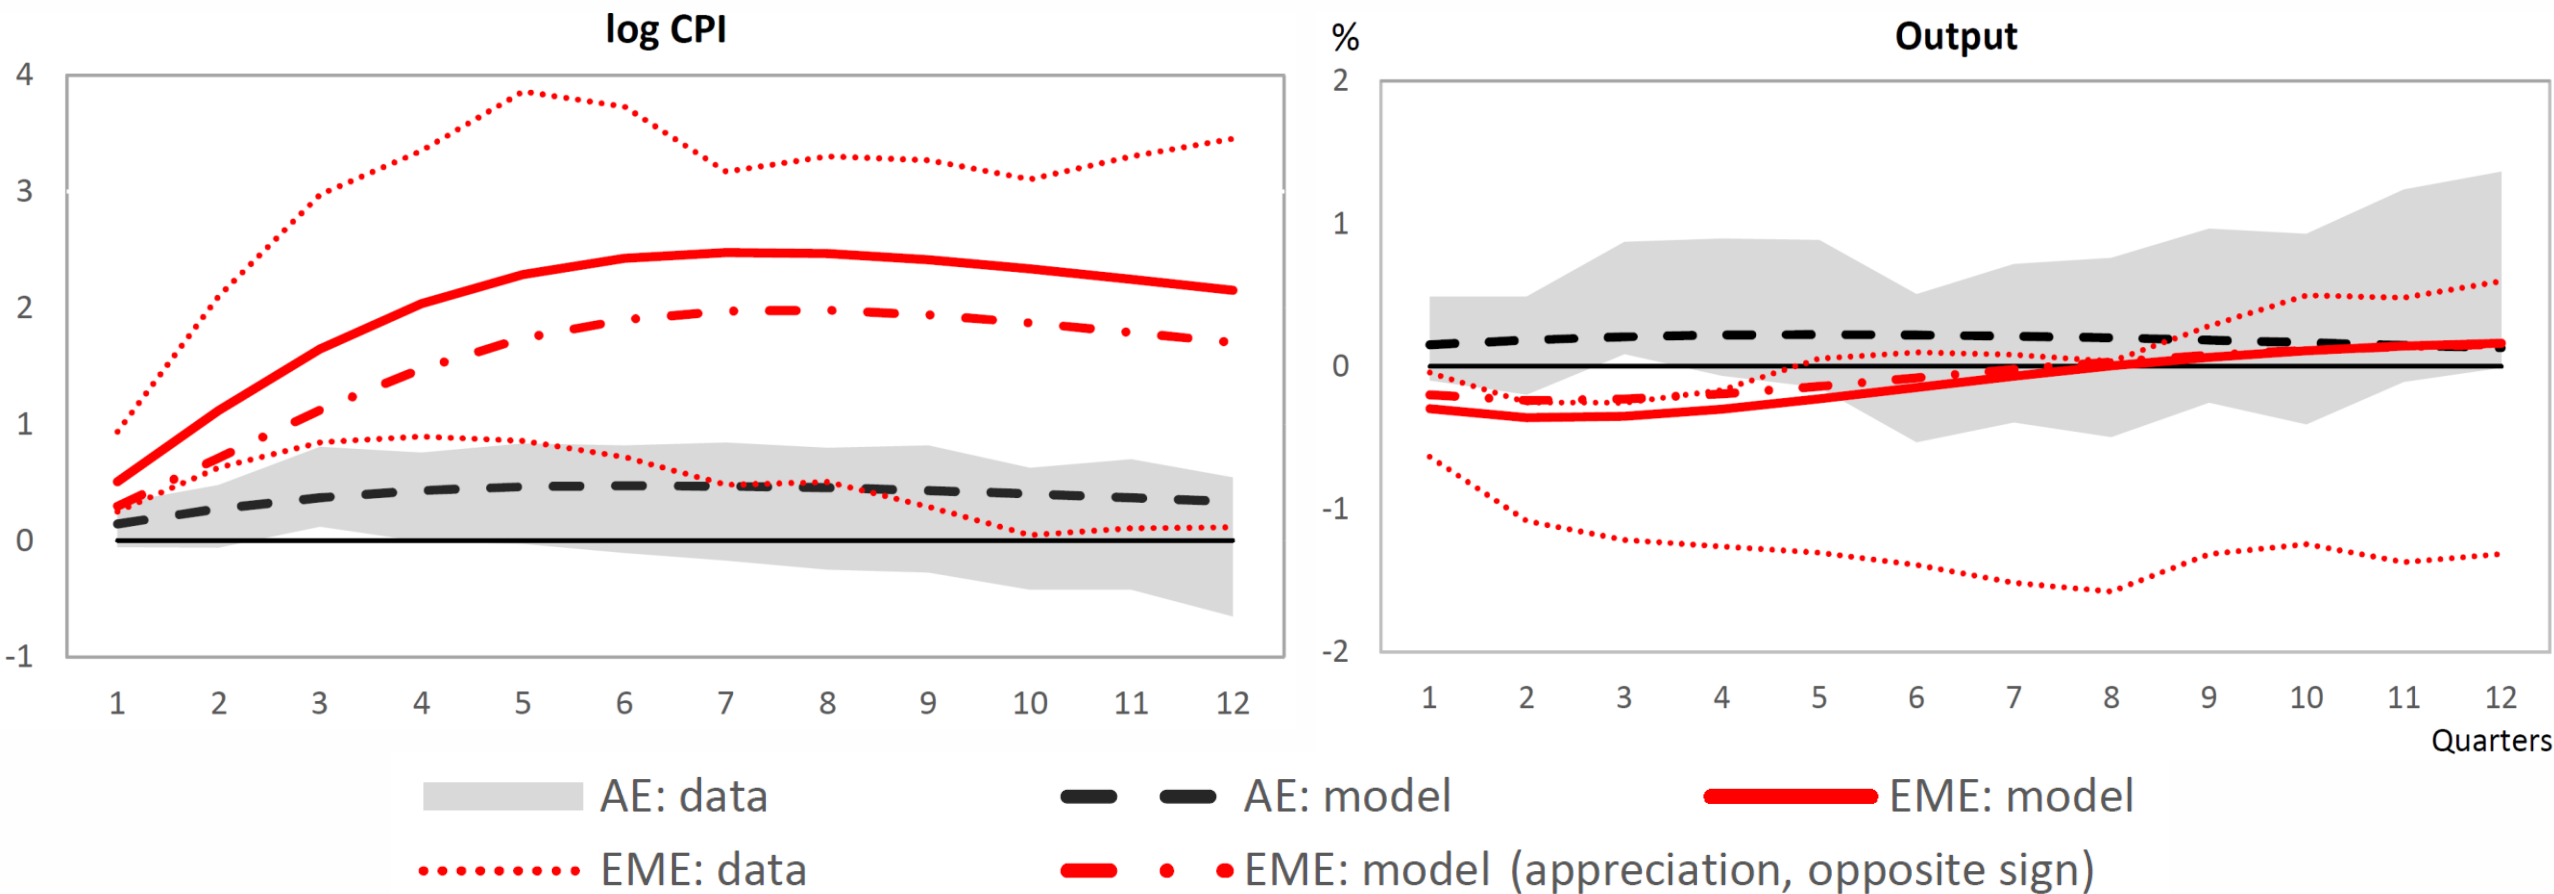 log CPI
4
3
2
1
0
-1
1 2 3 4 5 6 7 8 9 10 11 12
%
Output
2
1
0
-1
-2
1 2 3 4 5 6 7 8 9 10 11 12
Quarters
AE: data
AE: model
EME: model
EME: data
EME: model (appreciation, opposite sign)